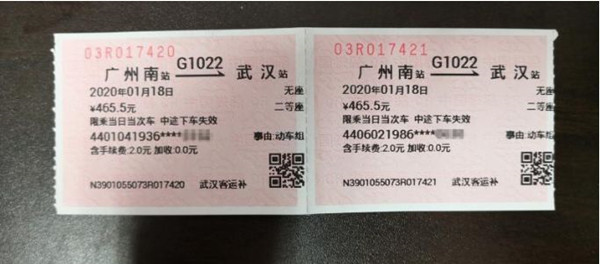 03R017420
广州南站 G1022 武汉站
2020年01月18日 无座
¥465.5元 二等座
限乘当日当次车 中途下车失效
4401041936****
事由:动车组
含手续费:2.0元 加收:0.0元
N3901055073R017420 武汉客运补
03R017421
广州南站 G1022 武汉站
2020年01月18日 无座
¥465.5元 二等座
限乘当日当次车 中途下车失效
4406021986****
事由:动车组
含手续费:2.0元 加收:0.0元
N3901055073R017421 武汉客运补